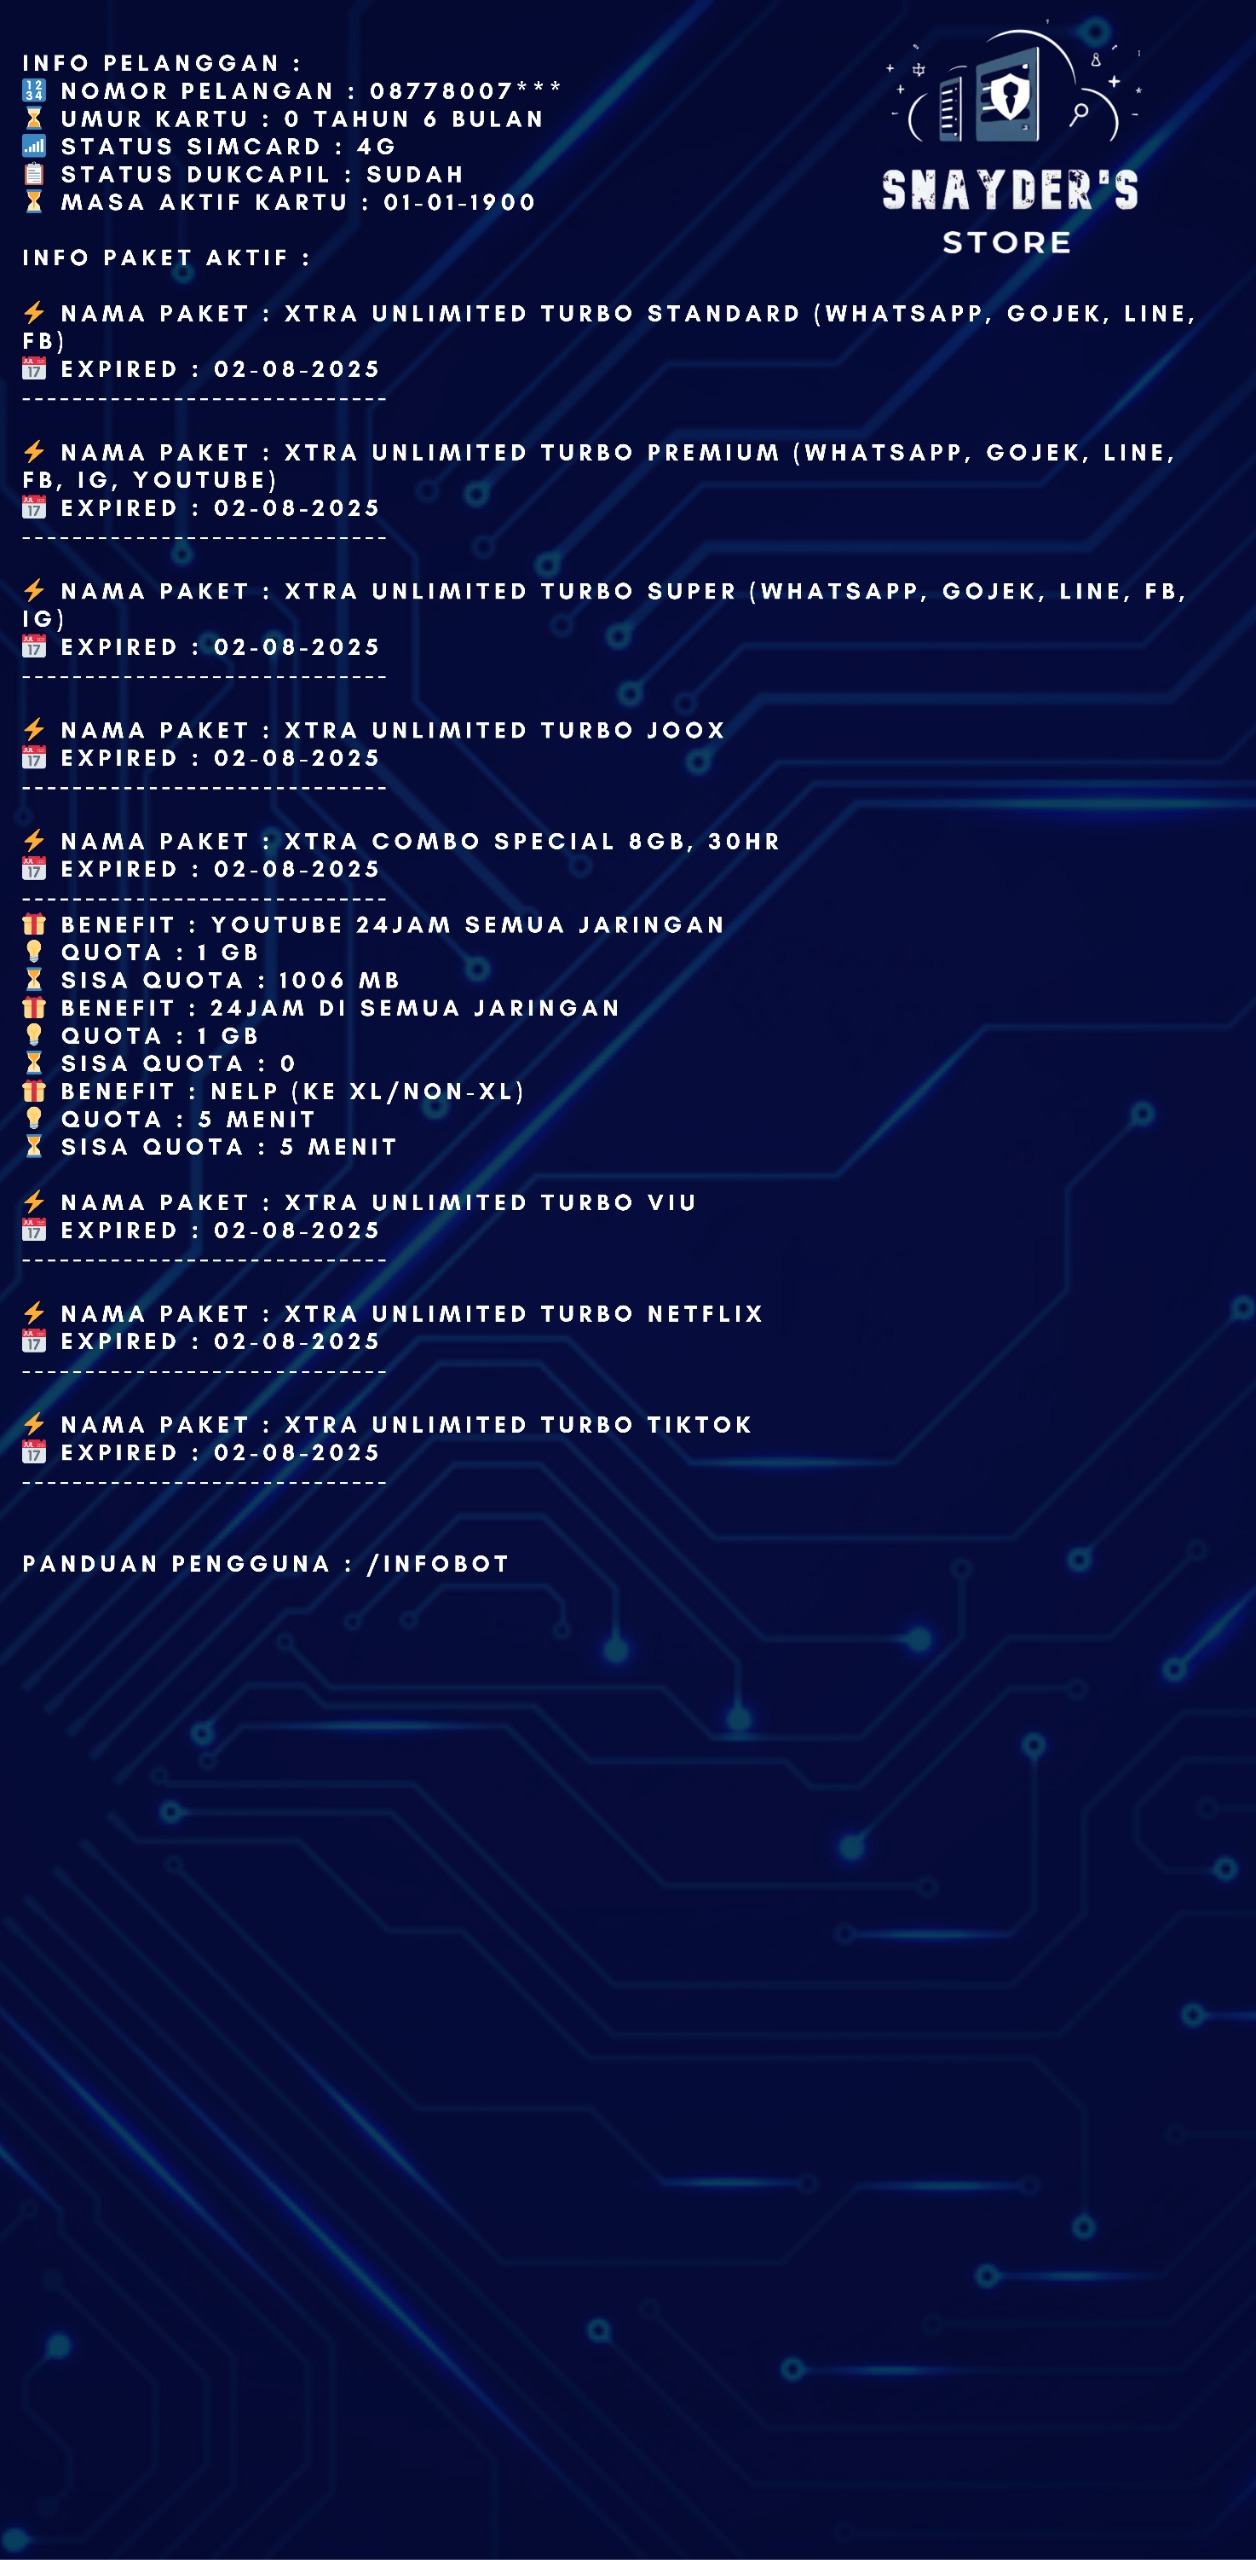 INFO PELANGGAN :
🔢 NOMOR PELANGAN : 08778007***
⏳ UMUR KARTU : 0 TAHUN 6 BULAN
📶 STATUS SIMCARD : 4G
📋 STATUS DUKCAPIL : SUDAH
⏳ MASA AKTIF KARTU : 01-01-1900
SNAYDER'S
STORE
INFO PAKET AKTIF :
⚡ NAMA PAKET : XTRA UNLIMITED TURBO STANDARD (WHATSAPP, GOJEK, LINE,
FB)
📅 EXPIRED : 02-08-2025
-----------------------------
⚡ NAMA PAKET : XTRA UNLIMITED TURBO PREMIUM (WHATSAPP, GOJEK, LINE,
FB, IG, YOUTUBE)
📅 EXPIRED : 02-08-2025
-----------------------------
⚡ NAMA PAKET : XTRA UNLIMITED TURBO SUPER (WHATSAPP, GOJEK, LINE, FB,
IG)
📅 EXPIRED : 02-08-2025
-----------------------------
⚡ NAMA PAKET : XTRA UNLIMITED TURBO JOOX
📅 EXPIRED : 02-08-2025
-----------------------------
⚡ NAMA PAKET : XTRA COMBO SPECIAL 8GB, 30HR
📅 EXPIRED : 02-08-2025
-----------------------------
🎁 BENEFIT : YOUTUBE 24JAM SEMUA JARINGAN
💡 QUOTA : 1 GB
⏳ SISA QUOTA : 1006 MB
🎁 BENEFIT : 24JAM DI SEMUA JARINGAN
💡 QUOTA : 1 GB
⏳ SISA QUOTA : 0
🎁 BENEFIT : NELP (KE XL/NON-XL)
💡 QUOTA : 5 MENIT
⏳ SISA QUOTA : 5 MENIT
⚡ NAMA PAKET : XTRA UNLIMITED TURBO VIU
📅 EXPIRED : 02-08-2025
-----------------------------
⚡ NAMA PAKET : XTRA UNLIMITED TURBO NETFLIX
📅 EXPIRED : 02-08-2025
-----------------------------
⚡ NAMA PAKET : XTRA UNLIMITED TURBO TIKTOK
📅 EXPIRED : 02-08-2025
-----------------------------
PANDUAN PENGGUNA : /INFOBOT